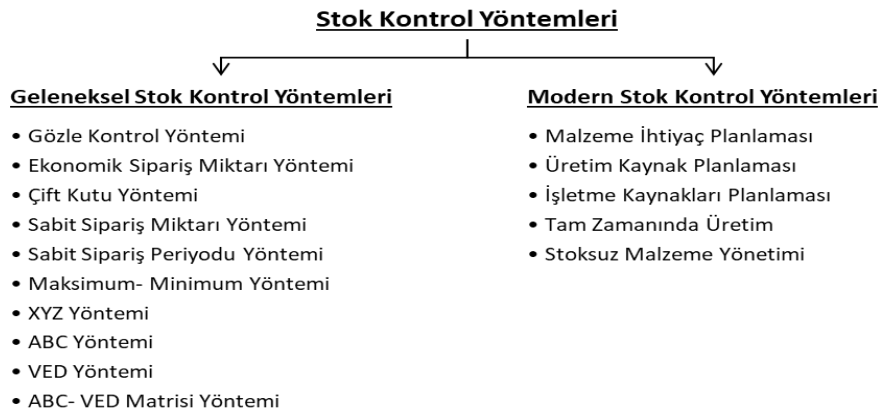 Stok Kontrol Yöntemleri
Geleneksel Stok Kontrol Yöntemleri
• Gözle Kontrol Yöntemi
• Ekonomik Sipariş Miktarı Yöntemi
• Çift Kutu Yöntemi
• Sabit Sipariş Miktarı Yöntemi
• Sabit Sipariş Periyodu Yöntemi
• Maksimum- Minimum Yöntemi
• XYZ Yöntemi
• ABC Yöntemi
• VED Yöntemi
• ABC- VED Matrisi Yöntemi
Modern Stok Kontrol Yöntemleri
• Malzeme İhtiyaç Planlaması
• Üretim Kaynak Planlaması
• İşletme Kaynakları Planlaması
• Tam Zamanında Üretim
• Stoksuz Malzeme Yönetimi